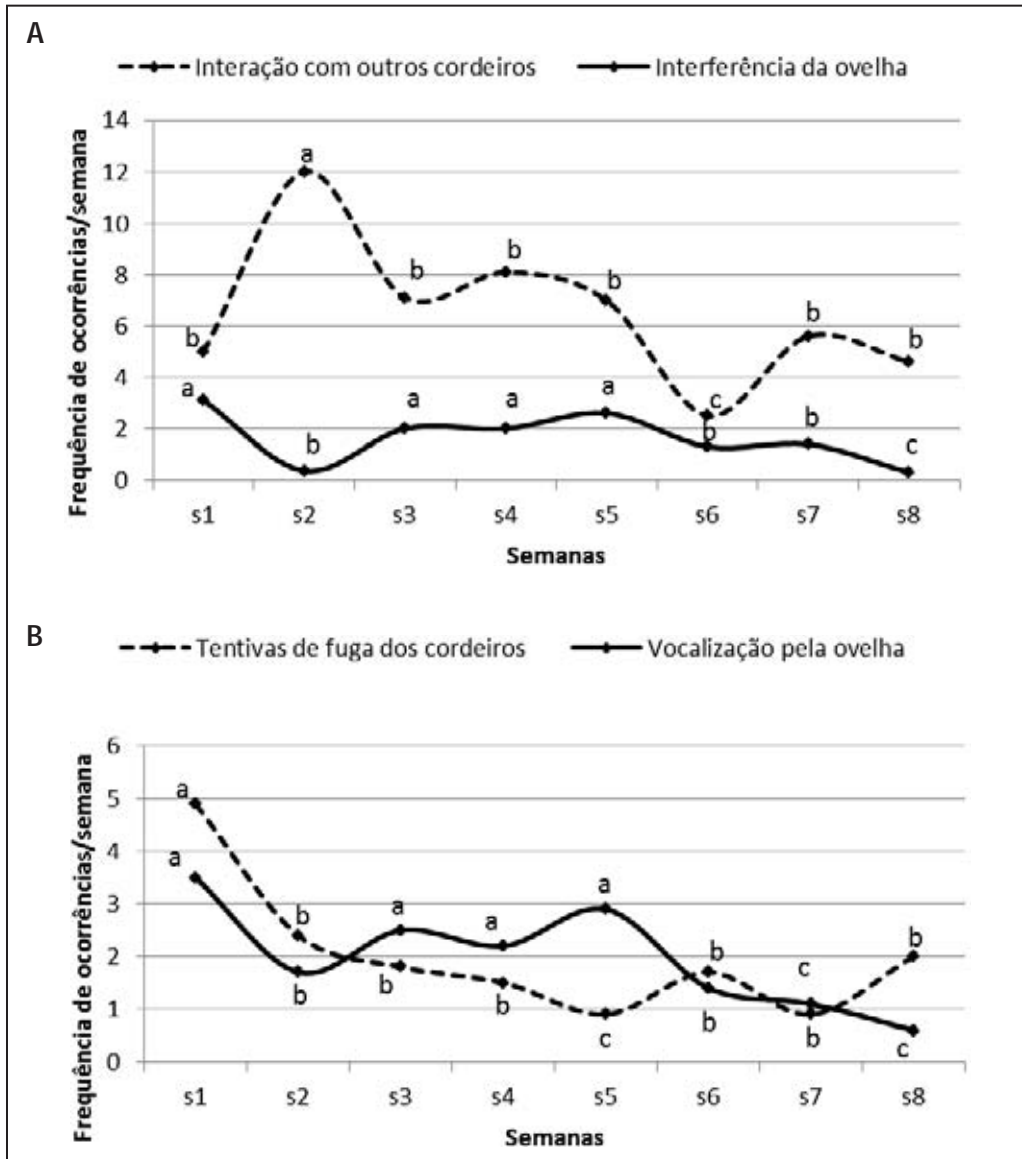 A
Interação com outros cordeiros Interferência da ovelha
Frequência de ocorrências/semana
14
12
10
8
6
4
2
0
a
b
b
b
b
c
b
b
a
b
a
a
a
b
b
c
s1 s2 s3 s4 s5 s6 s7 s8
Semanas
B
Tentivas de fuga dos cordeiros Vocalização pela ovelha
Frequência de ocorrências/semana
6
5
4
3
2
1
0
a
b
b
b
c
b
b
b
a
b
a
a
a
b
c
c
s1 s2 s3 s4 s5 s6 s7 s8
Semanas